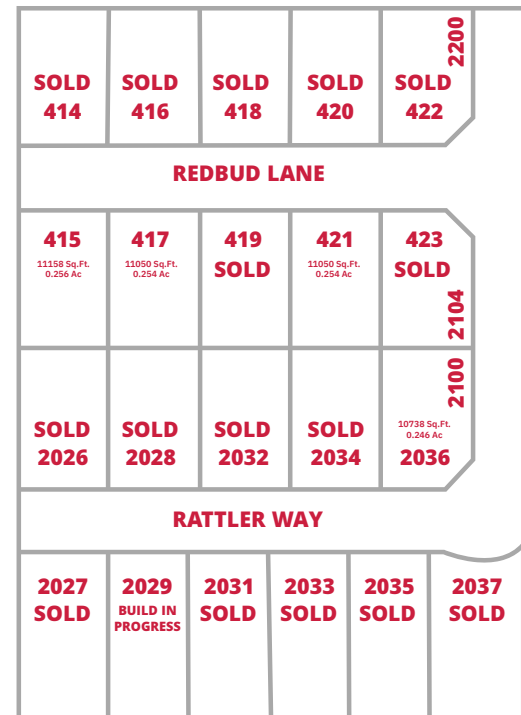 SOLD
414
SOLD
416
SOLD
418
SOLD
420
SOLD
422
2200
REDBUD LANE
415
11158 Sq.Ft.
0.256 Ac
417
11050 Sq.Ft.
0.254 Ac
419
SOLD
421
11050 Sq.Ft.
0.254 Ac
423
SOLD
2104
SOLD
2026
SOLD
2028
SOLD
2032
SOLD
2034
2100
10738 Sq.Ft.
0.246 Ac
2036
RATTLER WAY
2027
SOLD
2029
BUILD IN
PROGRESS
2031
SOLD
2033
SOLD
2035
SOLD
2037
SOLD